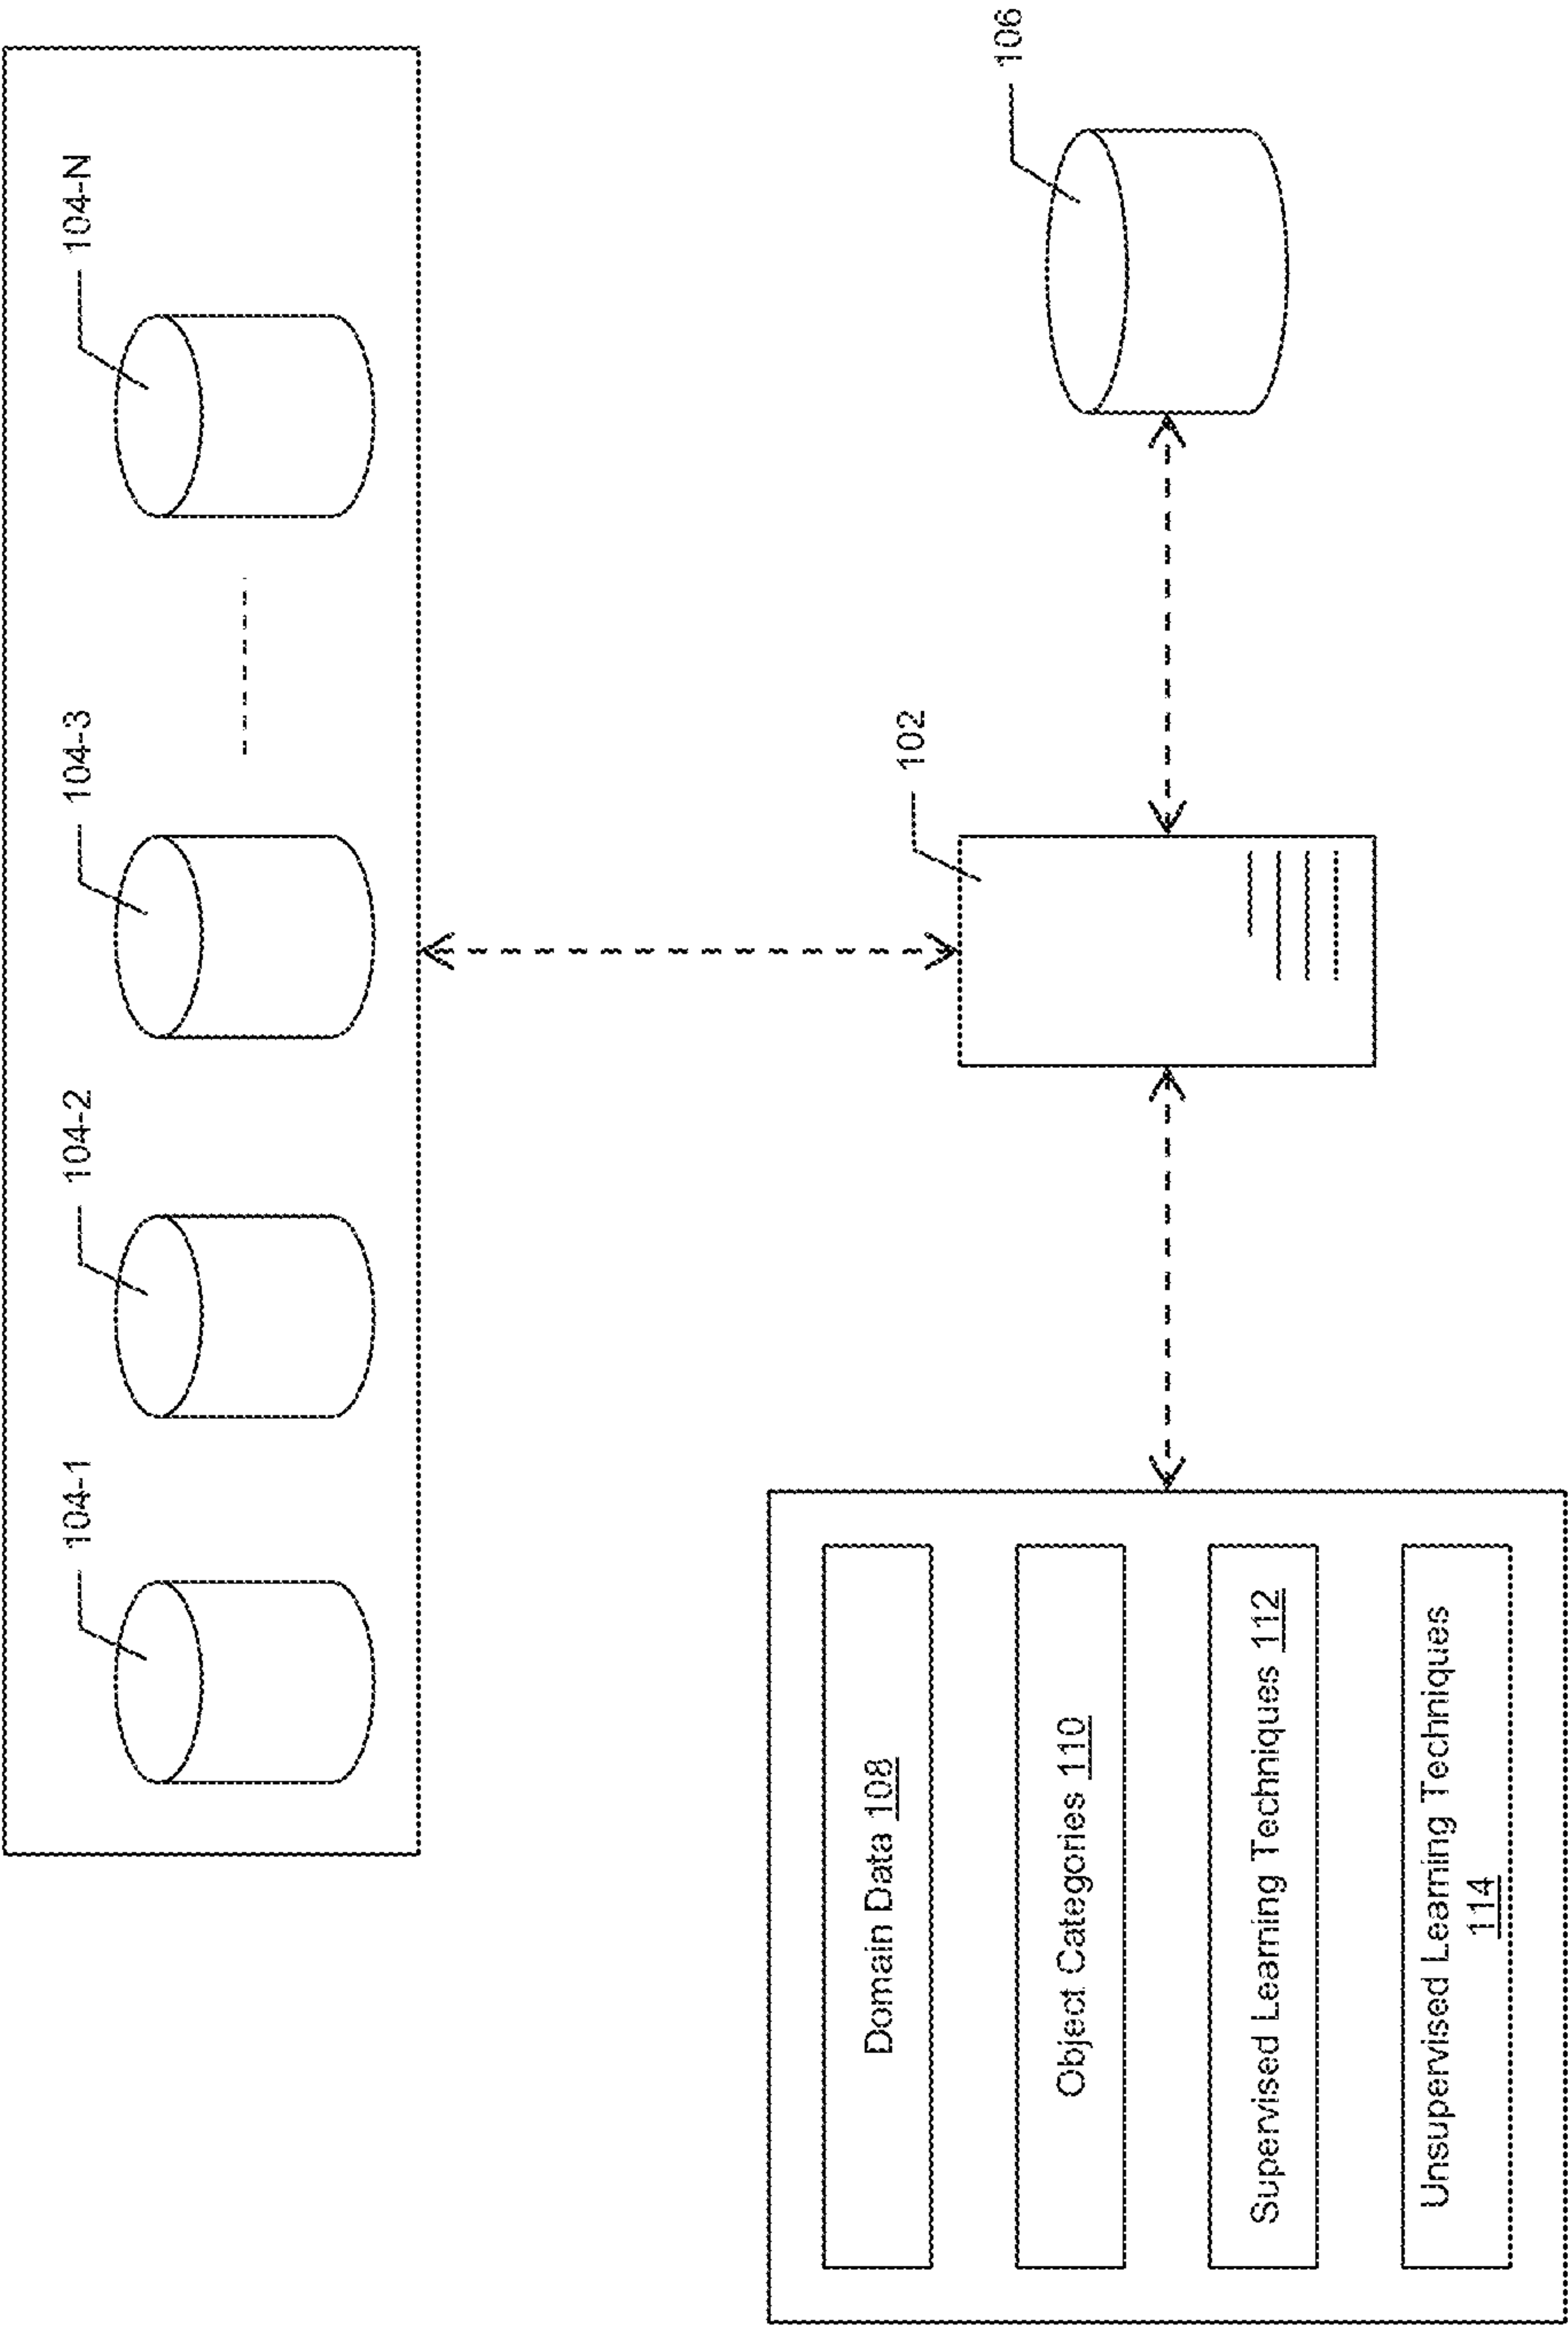 104-1
104-2
104-3
104-N
102
106
Domain Data 108
Object Categories 110
Supervised Learning Techniques 112
Unsupervised Learning Techniques
114